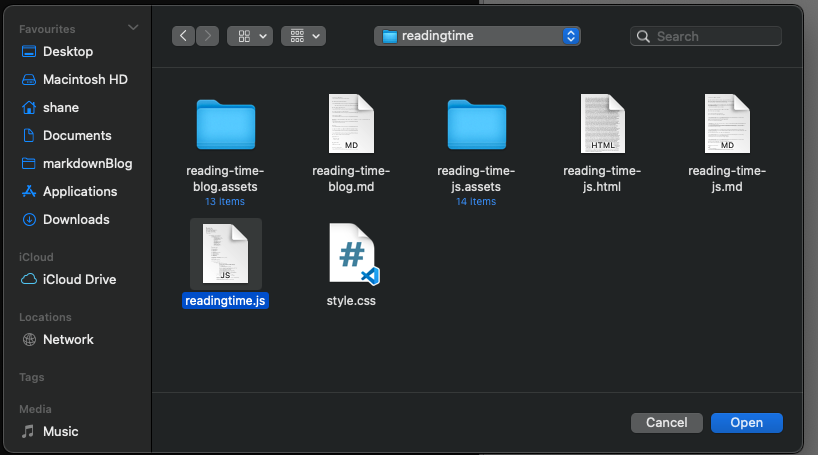 Favourites
Desktop
Macintosh HD
shane
Documents
markdownBlog
Applications
Downloads
iCloud
iCloud Drive
Locations
Network
Tags
Media
Music
readingtime
Search
MD
HTML
MD
reading-time-
blog.assets
13 items
reading-time-
blog.md
reading-time-
js.assets
14 items
reading-time-
js.html
reading-time-
js.md
JS
#
readingtime.js
style.css
Cancel
Open